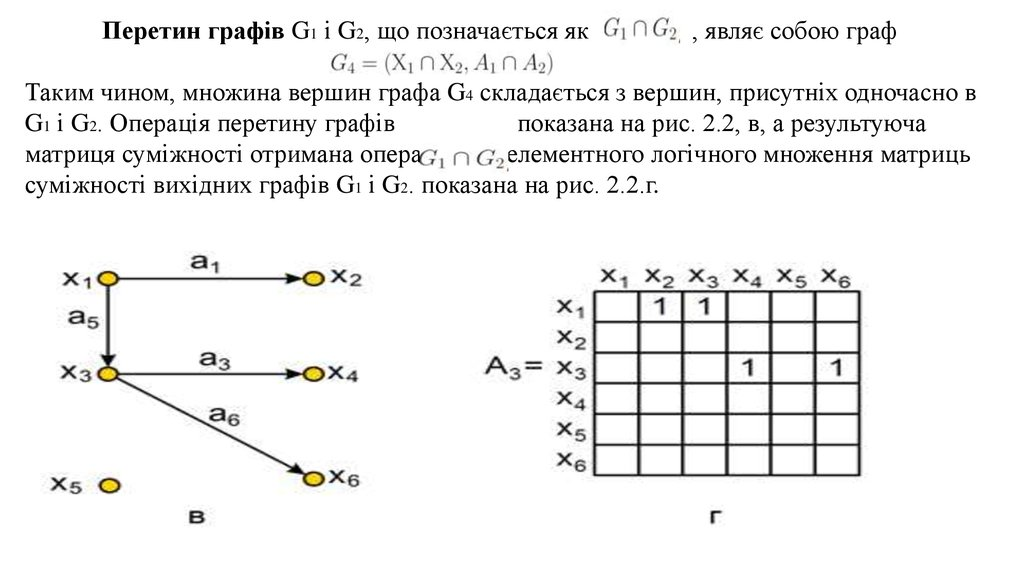 Перетин графів G1 і G2, що позначається як G₁ ∩ G₂, , являє собою граф
G₄ = (X₁ ∩ X₂, A₁ ∩ A₂)
Таким чином, множина вершин графа G4 складається з вершин, присутніх одночасно в
G1 і G2. Операція перетину графів показана на рис. 2.2, в, а результуюча
матриця суміжності отримана опера G₁ ∩ G₂, елементного логічного множення матриць
суміжності вихідних графів G1 і G2. показана на рис. 2.2.г.
x₁ a₁ x₂
a₅
x₃ a₃ x₄
a₆
x₅ x₆
в
x₁ x₂ x₃ x₄ x₅ x₆
x₁ 1 1
x₂
A₃= x₃ 1 1
x₄
x₅
x₆
г